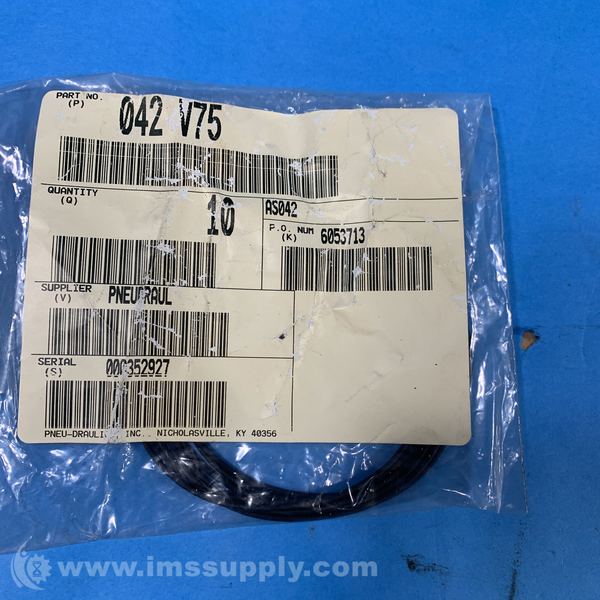 PART NO.
(P)
042 V75
QUANTITY
(Q)
10
AS042
P.O. NUM
(K)
6053713
SUPPLIER
(V)
PNEUDRAUL
SERIAL
(S)
000352927
PNEU-DRAULICS INC., NICHOLASVILLE, KY 40356
www.imssupply.com